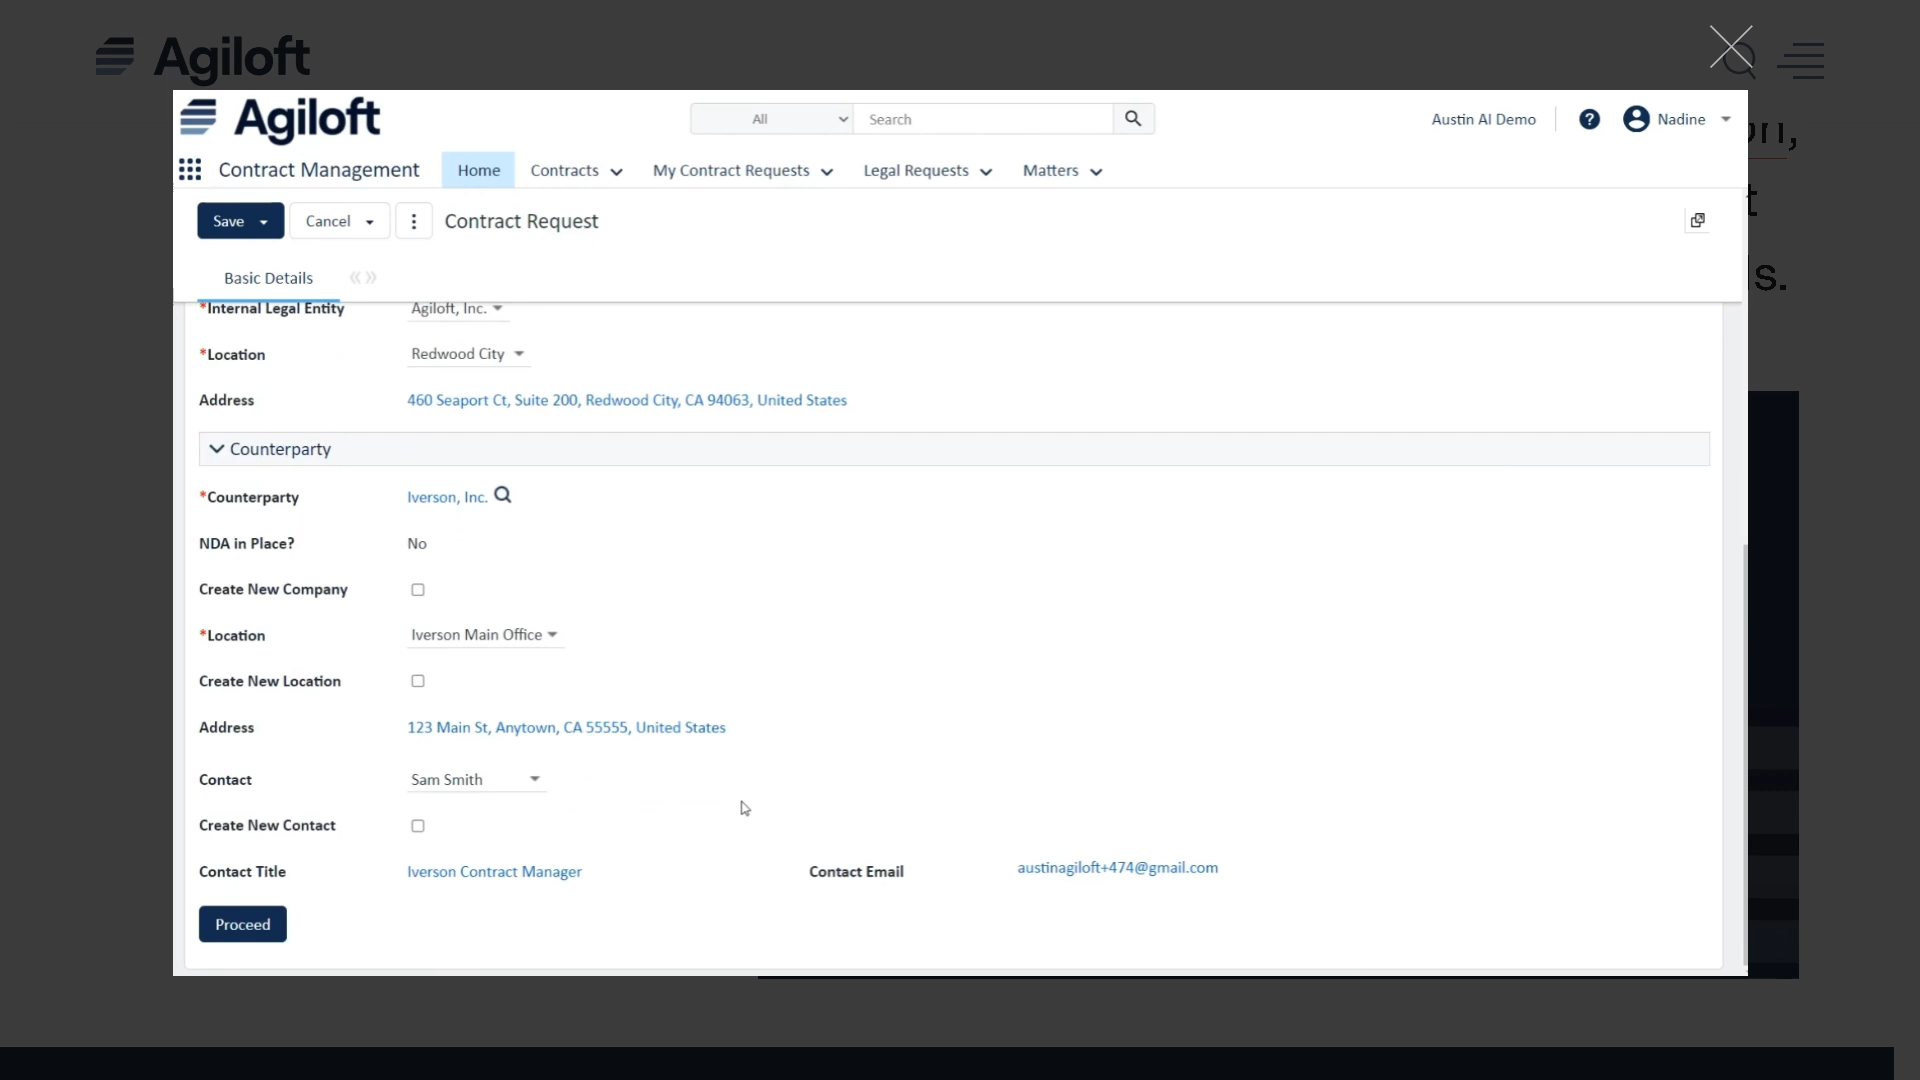 Agiloft
Agiloft
All
Search
Austin AI Demo
?
Nadine
Contract Management
Home
Contracts
My Contract Requests
Legal Requests
Matters
Save
Cancel
Contract Request
Basic Details
*Internal Legal Entity
Agiloft, Inc.
*Location
Redwood City
Address
460 Seaport Ct, Suite 200, Redwood City, CA 94063, United States
Counterparty
*Counterparty
Iverson, Inc.
NDA in Place?
No
Create New Company
*Location
Iverson Main Office
Create New Location
Address
123 Main St, Anytown, CA 55555, United States
Contact
Sam Smith
Create New Contact
Contact Title
Iverson Contract Manager
Contact Email
austinagiloft+474@gmail.com
Proceed